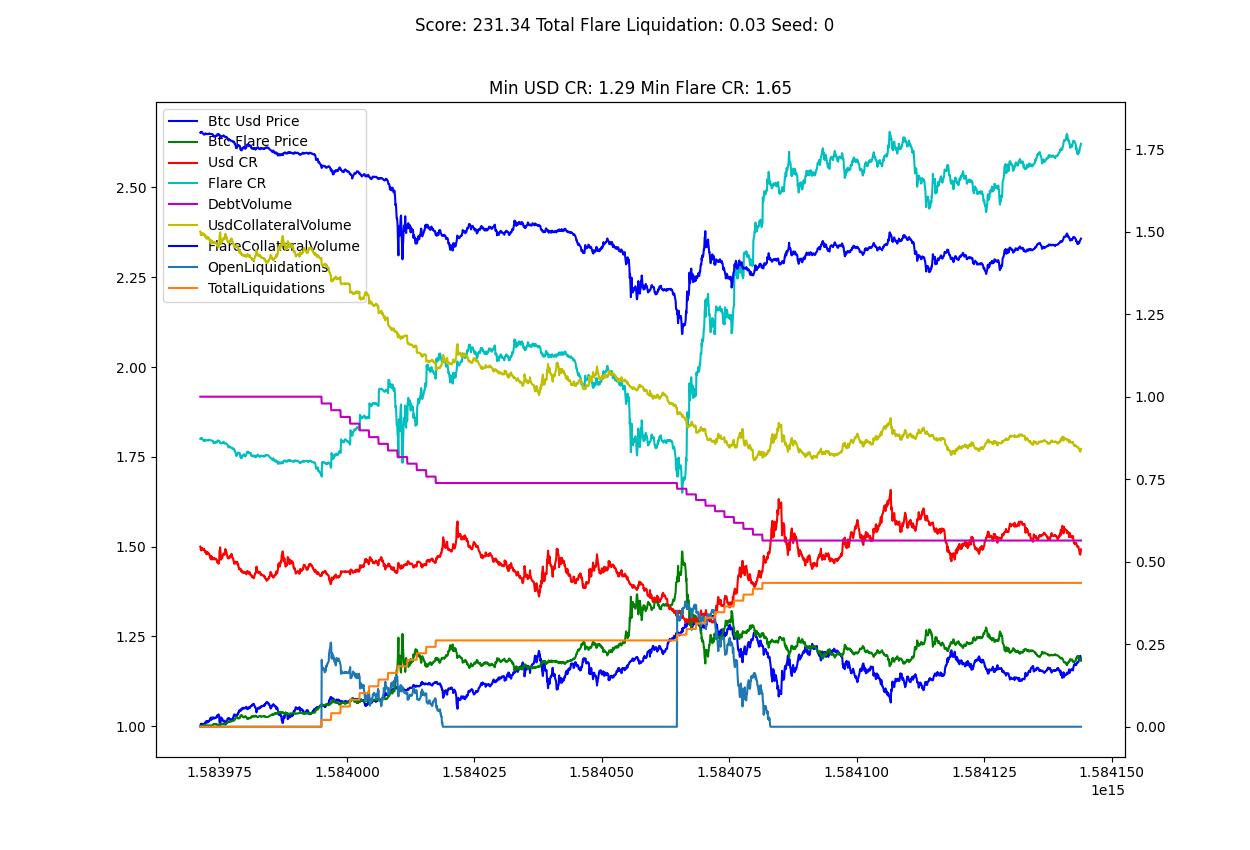 Score: 231.34 Total Flare Liquidation: 0.03 Seed: 0
Min USD CR: 1.29 Min Flare CR: 1.65
Btc Usd Price
Btc Flare Price
Usd CR
Flare CR
DebtVolume
UsdCollateralVolume
FlareCollateralVolume
OpenLiquidations
TotalLiquidations
2.50
2.25
2.00
1.75
1.50
1.25
1.00
1.75
1.50
1.25
1.00
0.75
0.50
0.25
0.00
1.583975 1.584000 1.584025 1.584050 1.584075 1.584100 1.584125 1.584150
1e15